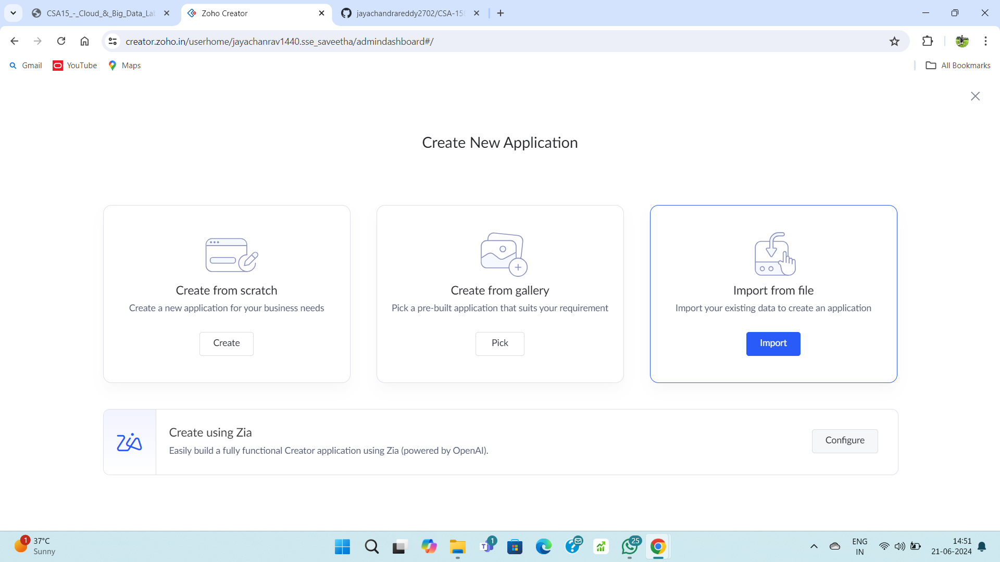 CSA15_-_Cloud_&_Big_Data_La
Zoho Creator
jayachandrareddy2702/CSA-15
creator.zoho.in/userhome/jayachanrav1440.sse_saveetha/admindashboard#/
Gmail
YouTube
Maps
All Bookmarks
Create New Application
Create from scratch
Create a new application for your business needs
Create
Create from gallery
Pick a pre-built application that suits your requirement
Pick
Import from file
Import your existing data to create an application
Import
Zia
Create using Zia
Easily build a fully functional Creator application using Zia (powered by OpenAI).
Configure
1
37°C
Sunny
1
25
ENG
IN
14:51
21-06-2024